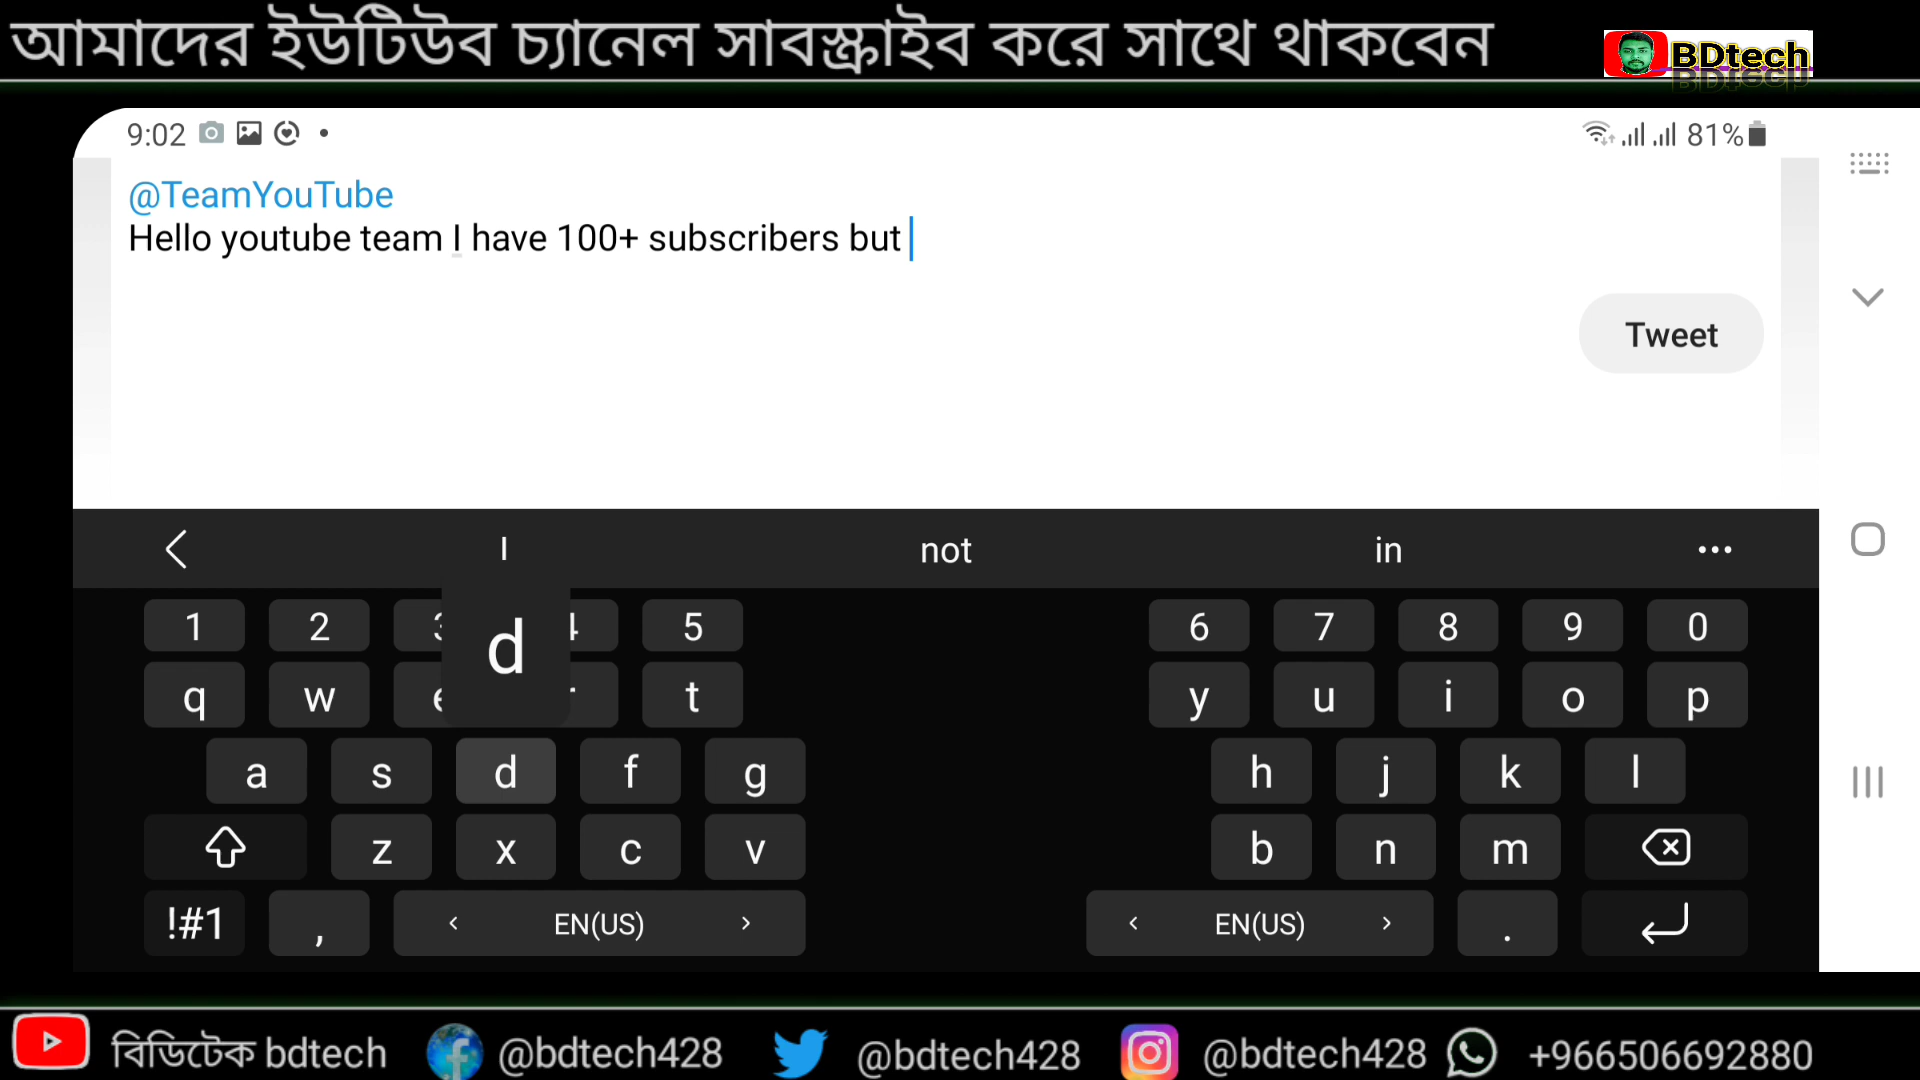 আমাদের ইউটিউব চ্যানেল সাবস্ক্রাইব করে সাথে থাকবেন
BDtech
9:02
81%
@TeamYouTube
Hello youtube team I have 100+ subscribers but
Tweet
I not in
1 2 5 6 7 8 9 0
d
q w t y u i o p
a s d f g h j k l
z x c v b n m
!#1 , < EN(US) > < EN(US) > .
বিডিটেক bdtech @bdtech428 @bdtech428 @bdtech428 +966506692880